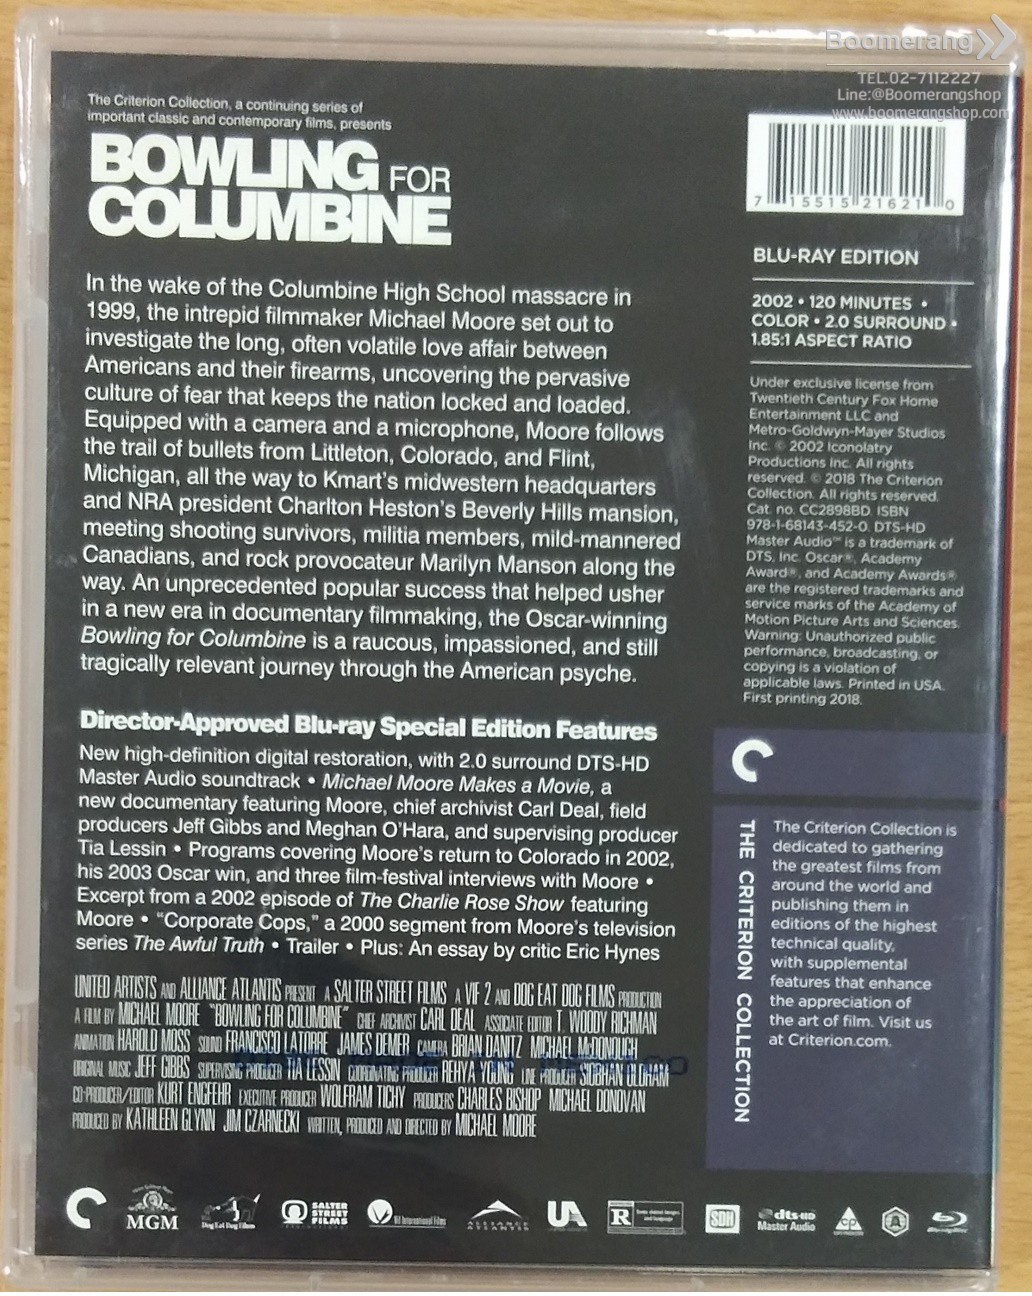 Boomerang
TEL.02-7112227
Line:@Boomerangshop
www.boomerangshop.com
The Criterion Collection, a continuing series of
important classic and contemporary films, presents
BOWLING FOR
COLUMBINE
In the wake of the Columbine High School massacre in
1999, the intrepid filmmaker Michael Moore set out to
investigate the long, often volatile love affair between
Americans and their firearms, uncovering the pervasive
culture of fear that keeps the nation locked and loaded.
Equipped with a camera and a microphone, Moore follows
the trail of bullets from Littleton, Colorado, and Flint,
Michigan, all the way to Kmart's midwestern headquarters
and NRA president Charlton Heston's Beverly Hills mansion,
meeting shooting survivors, militia members, mild-mannered
Canadians, and rock provocateur Marilyn Manson along the
way. An unprecedented popular success that helped usher
in a new era in documentary filmmaking, the Oscar-winning
Bowling for Columbine is a raucous, impassioned, and still
tragically relevant journey through the American psyche.
Director-Approved Blu-ray Special Edition Features
New high-definition digital restoration, with 2.0 surround DTS-HD
Master Audio soundtrack • Michael Moore Makes a Movie, a
new documentary featuring Moore, chief archivist Carl Deal, field
producers Jeff Gibbs and Meghan O'Hara, and supervising producer
Tia Lessin • Programs covering Moore's return to Colorado in 2002,
his 2003 Oscar win, and three film-festival interviews with Moore •
Excerpt from a 2002 episode of The Charlie Rose Show featuring
Moore • "Corporate Cops," a 2000 segment from Moore's television
series The Awful Truth • Trailer • Plus: An essay by critic Eric Hynes
UNITED ARTISTS AND ALLIANCE ATLANTIS PRESENT A SALTER STREET FILMS A VIF 2 AND DOG EAT DOG FILMS PRODUCTION
A FILM BY MICHAEL MOORE "BOWLING FOR COLUMBINE" CHIEF ARCHIVIST CARL DEAL ASSOCIATE EDITOR T. WOODY RICHMAN
ANIMATION HAROLD MOSS SOUND FRANCISCO LATORRE JAMES DEMER CAMERA BRIAN DANITZ MICHAEL McDONOUGH
ORIGINAL MUSIC JEFF GIBBS SUPERVISING PRODUCER TIA LESSIN COORDINATING PRODUCER REHYA YOUNG LINE PRODUCER SIOBHAN OLDHAM
CO-PRODUCER/EDITOR KURT ENGFEHR EXECUTIVE PRODUCER WOLFRAM TICHY PRODUCERS CHARLES BISHOP MICHAEL DONOVAN
PRODUCED BY KATHLEEN GLYNN JIM CZARNECKI WRITTEN, PRODUCED AND DIRECTED BY MICHAEL MOORE
7 15515 21621 0
BLU-RAY EDITION
2002 • 120 MINUTES •
COLOR • 2.0 SURROUND •
1.85:1 ASPECT RATIO
Under exclusive license from
Twentieth Century Fox Home
Entertainment LLC and
Metro-Goldwyn-Mayer Studios
Inc. © 2002 Iconolatry
Productions Inc. All rights
reserved. © 2018 The Criterion
Collection. All rights reserved.
Cat. no. CC2898BD. ISBN
978-1-68143-452-0. DTS-HD
Master Audio™ is a trademark of
DTS, Inc. Oscar®, Academy
Award®, and Academy Awards®
are the registered trademarks and
service marks of the Academy of
Motion Picture Arts and Sciences.
Warning: Unauthorized public
performance, broadcasting, or
copying is a violation of
applicable laws. Printed in USA.
First printing 2018.
THE CRITERION COLLECTION
The Criterion Collection is
dedicated to gathering
the greatest films from
around the world and
publishing them in
editions of the highest
technical quality,
with supplemental
features that enhance
the appreciation of
the art of film. Visit us
at Criterion.com.
MGM
Dog Eat Dog Films
SALTER
STREET
FILMS
VIF International Films
ALLIANCE
UA
R
Some violent images
and language
SDH
dts-HD
Master Audio
Blu-ray Disc